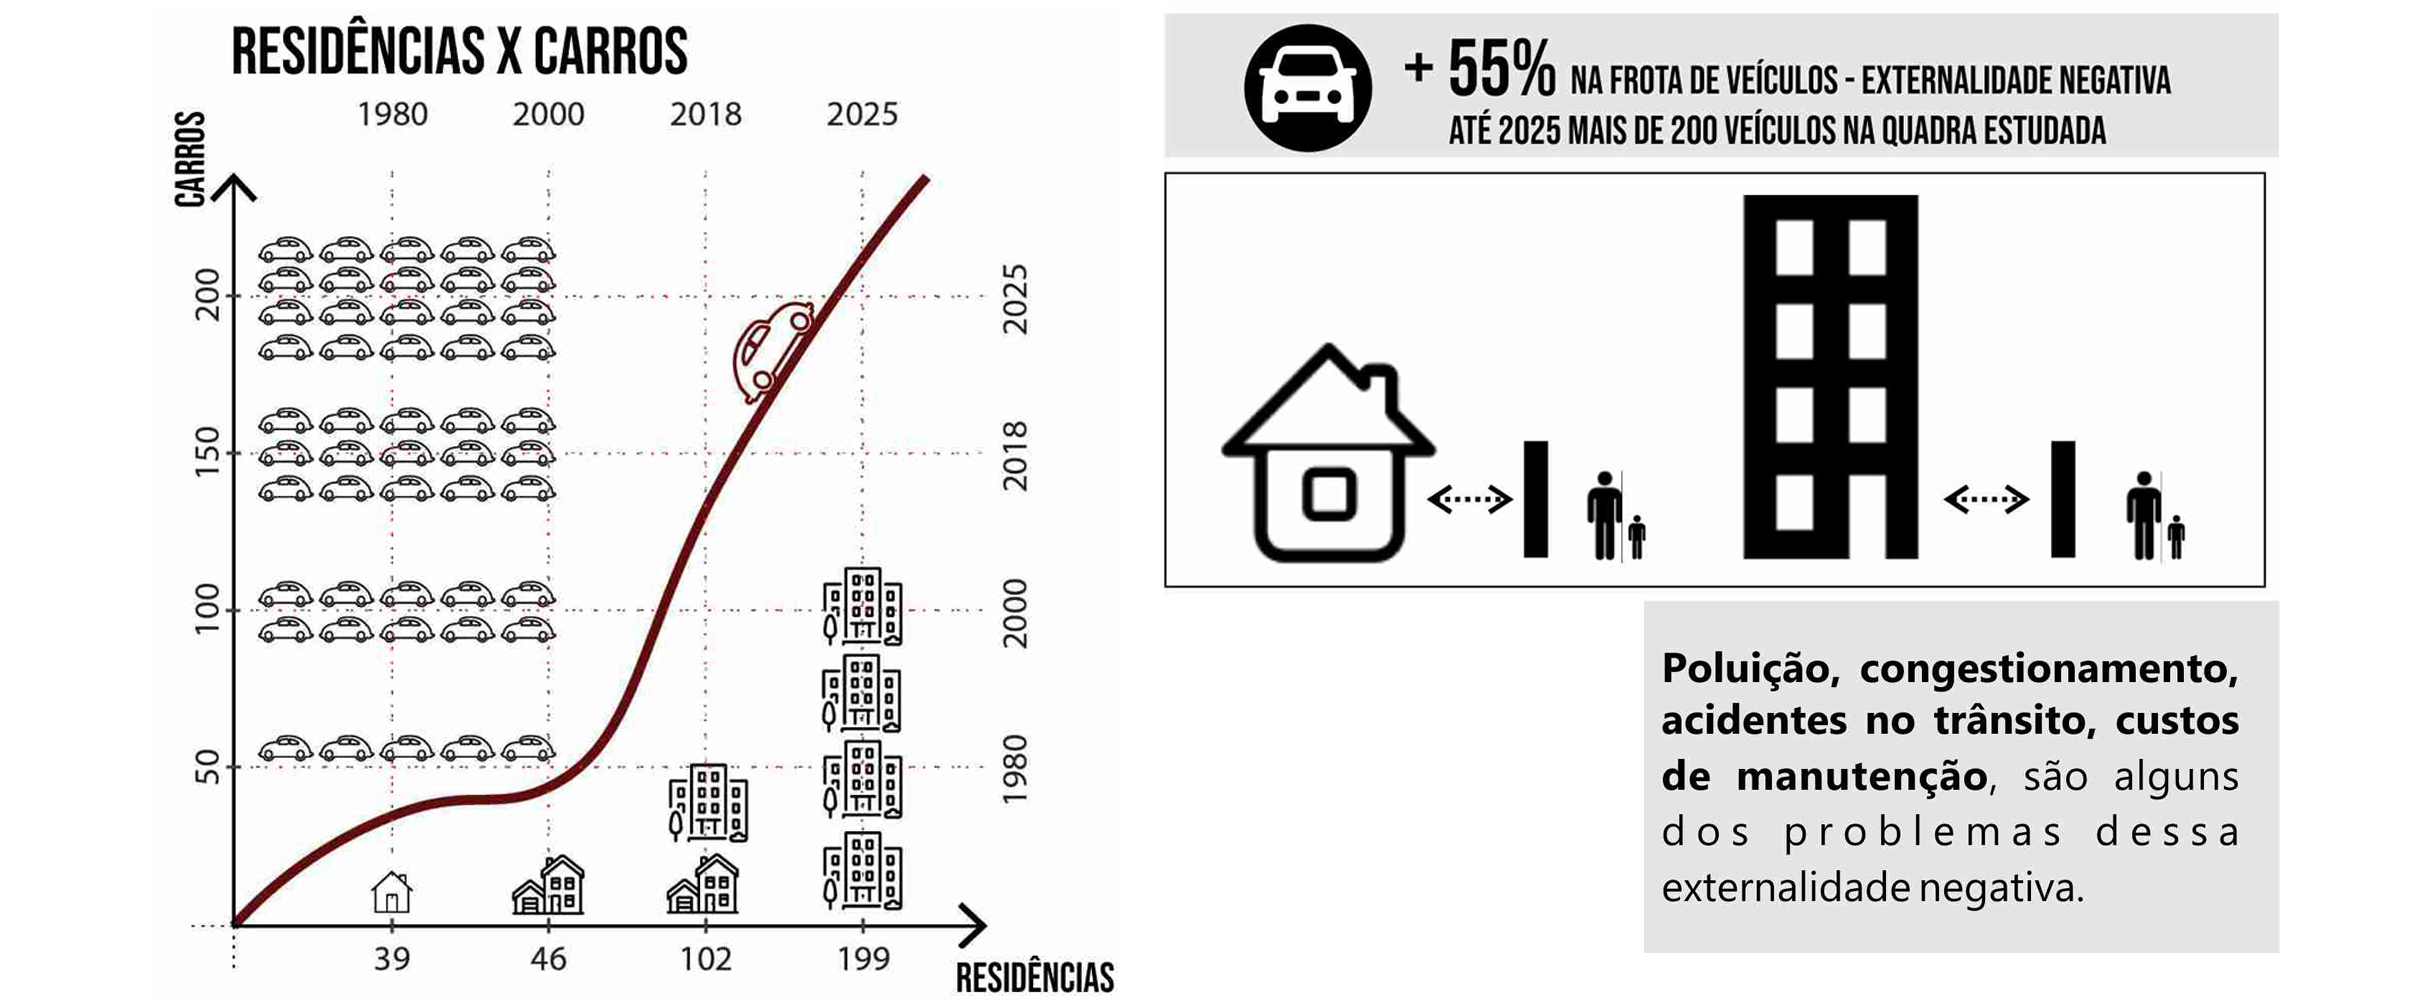 RESIDÊNCIAS X CARROS
1980 2000 2018 2025
CARROS
200
150
100
50
2025
2018
2000
1980
39 46 102 199
RESIDÊNCIAS
+ 55% NA FROTA DE VEÍCULOS - EXTERNALIDADE NEGATIVA
ATÉ 2025 MAIS DE 200 VEÍCULOS NA QUADRA ESTUDADA
Poluição, congestionamento,
acidentes no trânsito, custos
de manutenção, são alguns
dos problemas dessa
externalidade negativa.